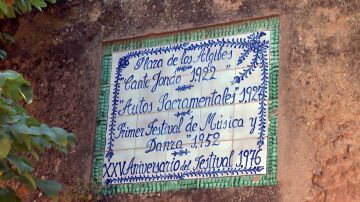 Plaza de los Algibes
"Cante Jondo" 1922
"Autos Sacramentales" 1927
Primer Festival de Música y
Danza" 1952
XXV Aniversario del Festival 1976